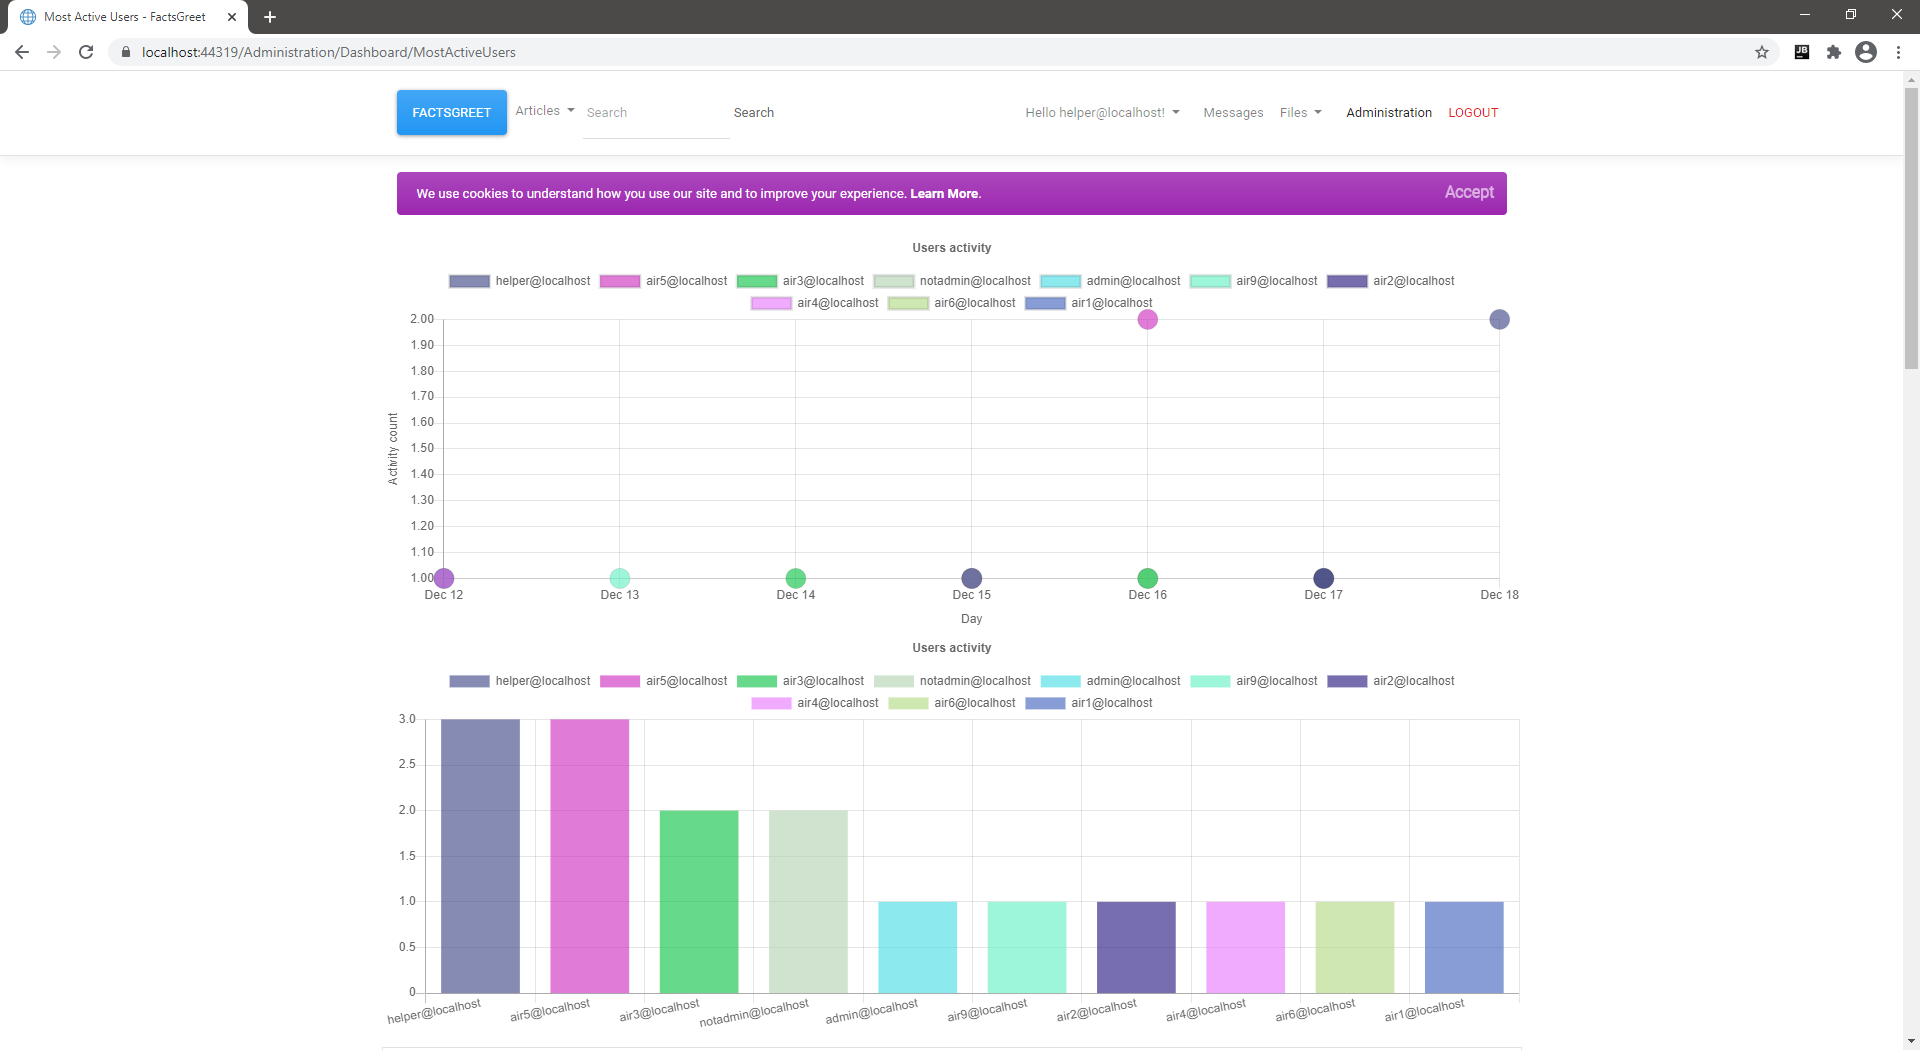 Most Active Users - FactsGreet
localhost:44319/Administration/Dashboard/MostActiveUsers
JB
FACTSGREET Articles Search Search Hello helper@localhost! Messages Files Administration LOGOUT
We use cookies to understand how you use our site and to improve your experience. Learn More. Accept
Users activity
helper@localhost air5@localhost air3@localhost notadmin@localhost admin@localhost air9@localhost air2@localhost
air4@localhost air6@localhost air1@localhost
2.00
1.90
1.80
1.70
1.60
1.50
1.40
1.30
1.20
1.10
1.00
Activity count
Dec 12 Dec 13 Dec 14 Dec 15 Dec 16 Dec 17 Dec 18
Day
Users activity
helper@localhost air5@localhost air3@localhost notadmin@localhost admin@localhost air9@localhost air2@localhost
air4@localhost air6@localhost air1@localhost
3.0
2.5
2.0
1.5
1.0
0.5
0
helper@localhost air5@localhost air3@localhost notadmin@localhost admin@localhost air9@localhost air2@localhost air4@localhost air6@localhost air1@localhost